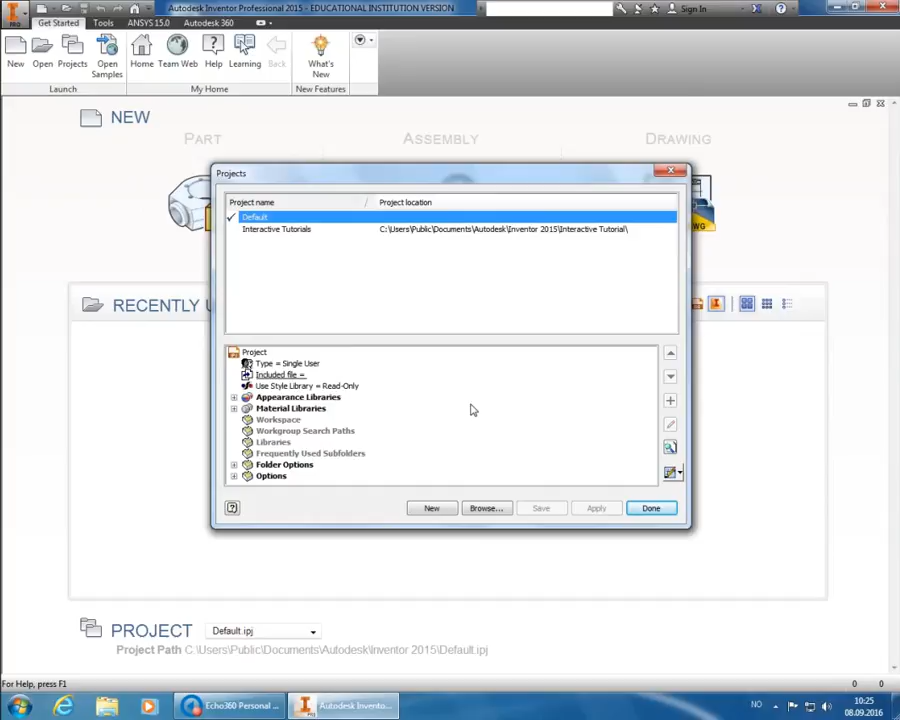 Autodesk Inventor Professional 2015 - EDUCATIONAL INSTITUTION VERSION
Sign In
PRO
Get Started Tools ANSYS 15.0 Autodesk 360
New Open Projects Open Samples Home Team Web Help Learning Back What's New
Launch My Home New Features
NEW
PART ASSEMBLY DRAWING
Projects
Project name / Project location
Default
Interactive Tutorials C:\Users\Public\Documents\Autodesk\Inventor 2015\Interactive Tutorial\
RECENTLY U
Project
Type = Single User
Included file =
Use Style Library = Read-Only
Appearance Libraries
Material Libraries
Workspace
Workgroup Search Paths
Libraries
Frequently Used Subfolders
Folder Options
Options
New Browse... Save Apply Done
PROJECT Default.ipj
Project Path C:\Users\Public\Documents\Autodesk\Inventor 2015\Default.ipj
For Help, press F1 0 0
Echo360 Personal ... Autodesk Invento... NO 10:25
08.09.2016